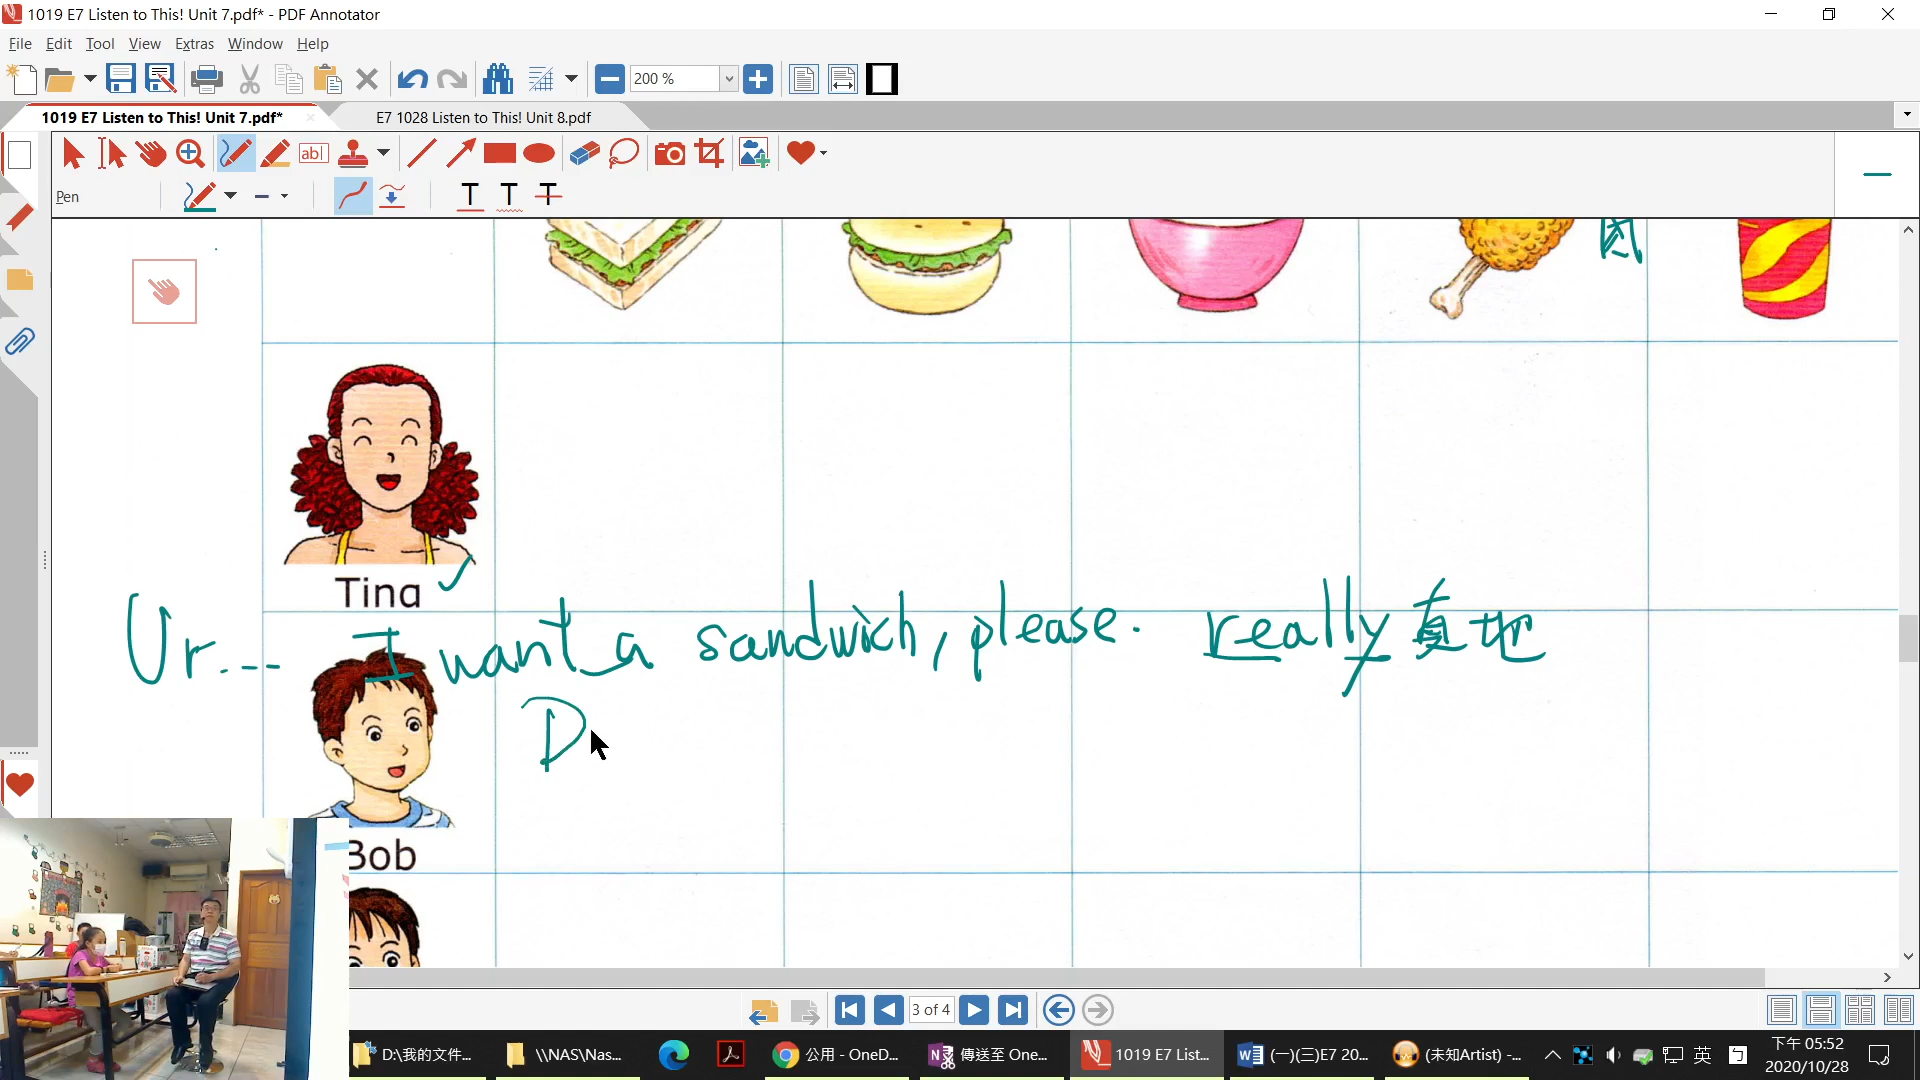 1019 E7 Listen to This! Unit 7.pdf* - PDF Annotator
File Edit Tool View Extras Window Help
200 %
1019 E7 Listen to This! Unit 7.pdf* E7 1028 Listen to This! Unit 8.pdf
ab|
Pen
T T T
Tina
Ur... I want a sandwich, please. really 真地
D
Bob
3 of 4
D:\我的文件... \\NAS\Nas... 公用 - OneD... 傳送至 One... 1019 E7 List... (一)(三)E7 20... (未知Artist) -... 英 下午 05:52
2020/10/28